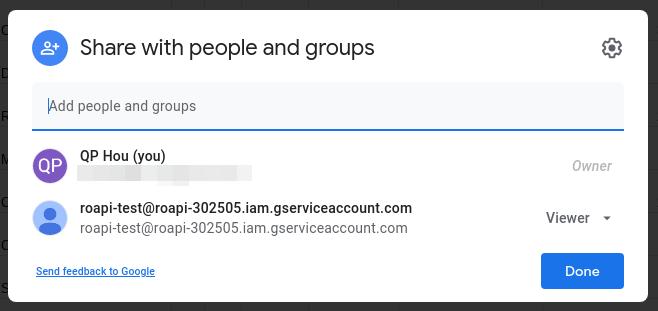 Share with people and groups
Add people and groups
QP
QP Hou (you)
Owner
roapi-test@roapi-302505.iam.gserviceaccount.com
roapi-test@roapi-302505.iam.gserviceaccount.com
Viewer
Send feedback to Google
Done